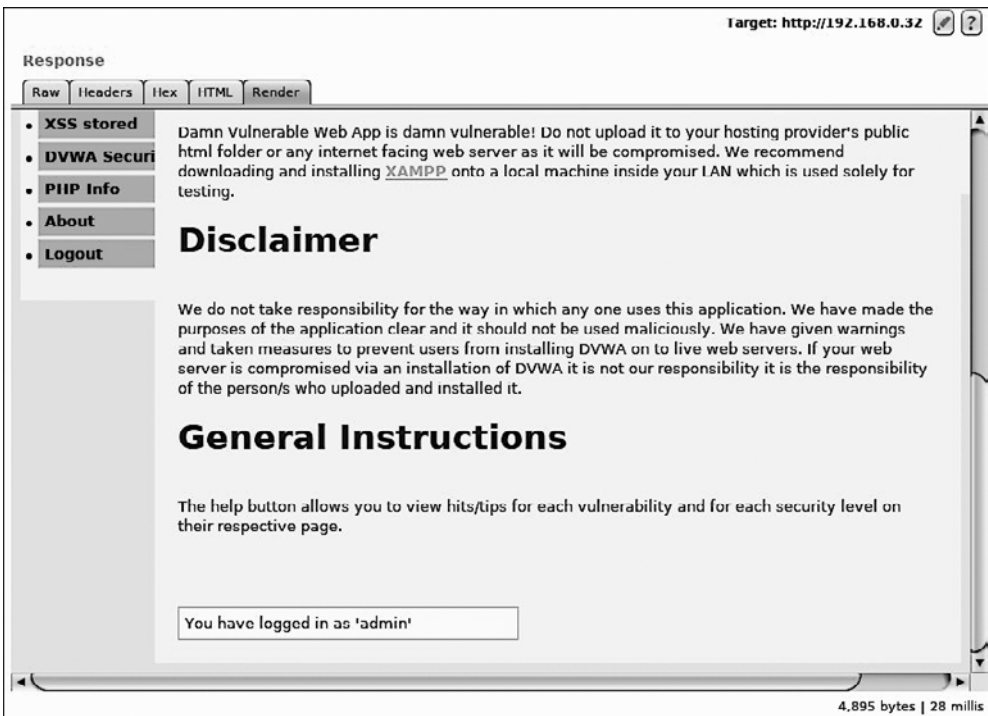 Target: http://192.168.0.32
?
Response
Raw
Headers
Hex
HTML
Render
XSS stored
DVWA Securi
PHP Info
About
Logout
Damn Vulnerable Web App is damn vulnerable! Do not upload it to your hosting provider's public
html folder or any internet facing web server as it will be compromised. We recommend
downloading and installing XAMPP onto a local machine inside your LAN which is used solely for
testing.
Disclaimer
We do not take responsibility for the way in which any one uses this application. We have made the
purposes of the application clear and it should not be used maliciously. We have given warnings
and taken measures to prevent users from installing DVWA on to live web servers. If your web
server is compromised via an installation of DVWA it is not our responsibility it is the responsibility
of the person/s who uploaded and installed it.
General Instructions
The help button allows you to view hits/tips for each vulnerability and for each security level on
their respective page.
You have logged in as 'admin'
4,895 bytes | 28 millis